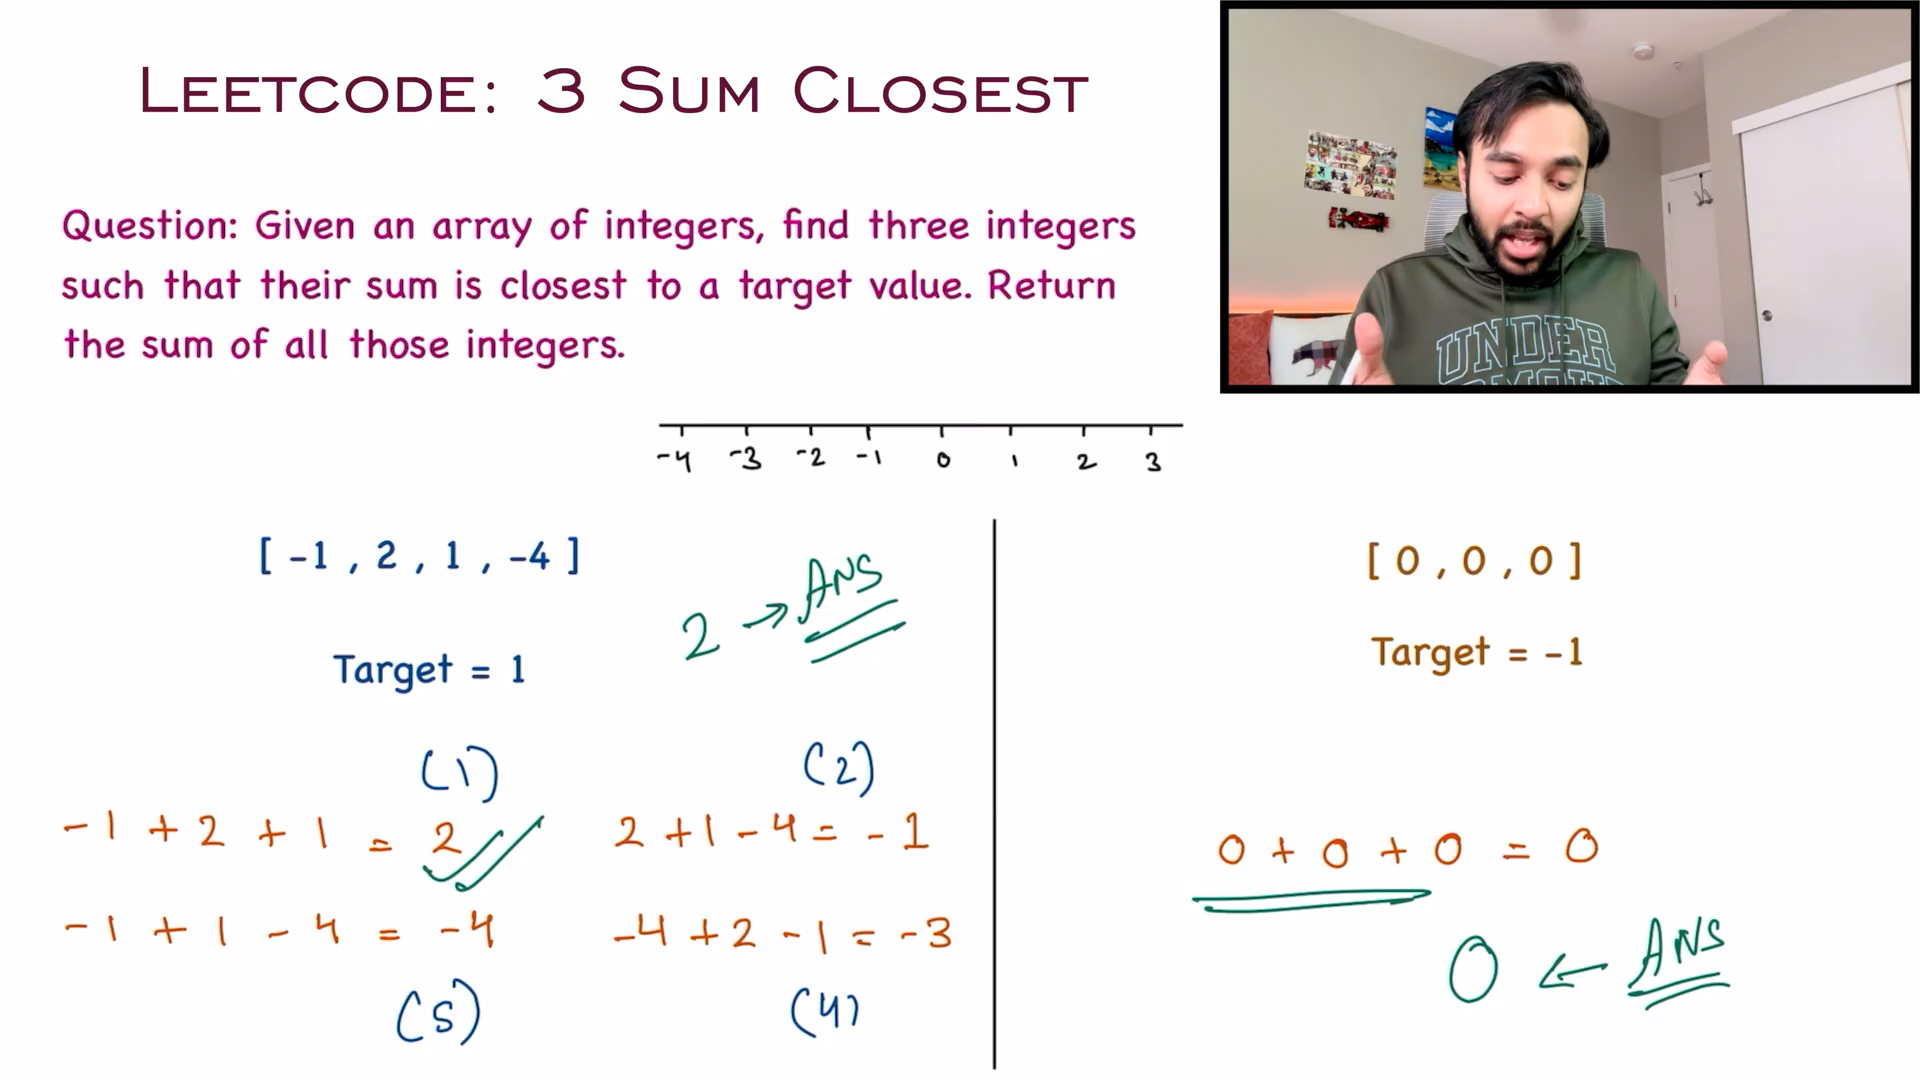 LEETCODE: 3 SUM CLOSEST
Question: Given an array of integers, find three integers
such that their sum is closest to a target value. Return
the sum of all those integers.
UNDER
-4 -3 -2 -1 0 1 2 3
[ -1 , 2 , 1 , -4 ]
Target = 1
2 → ANS
(1)
-1 + 2 + 1 = 2
(2)
2 + 1 - 4 = -1
-1 + 1 - 4 = -4
(5)
-4 + 2 - 1 = -3
(4)
[ 0 , 0 , 0 ]
Target = -1
0 + 0 + 0 = 0
0 ← ANS